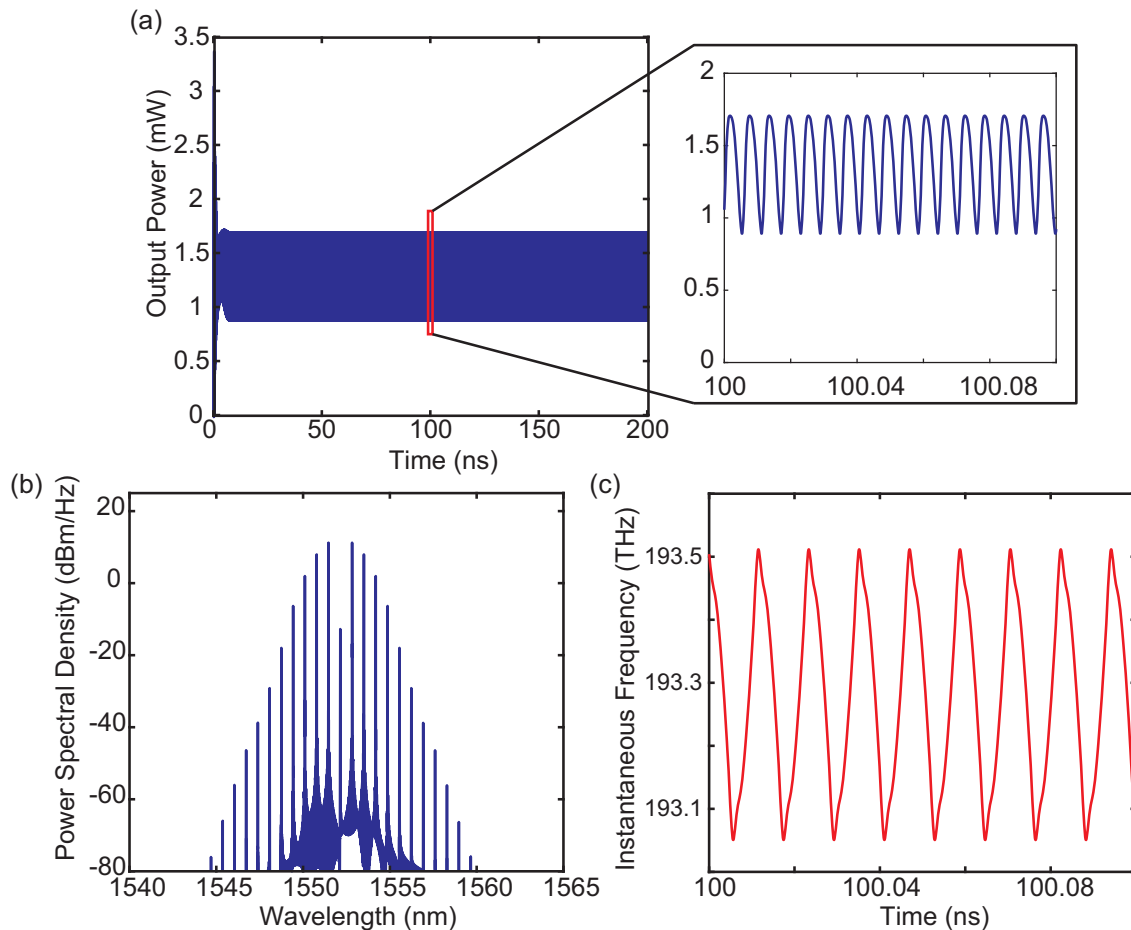 (a)
3.5
3
2.5
2
1.5
1
0.5
0
Output Power (mW)
0 50 100 150 200
Time (ns)
2
1.5
1
0.5
0
100 100.04 100.08
(b)
20
0
-20
-40
-60
-80
Power Spectral Density (dBm/Hz)
1540 1545 1550 1555 1560 1565
Wavelength (nm)
(c)
193.5
193.3
193.1
Instantaneous Frequency (THz)
100 100.04 100.08
Time (ns)